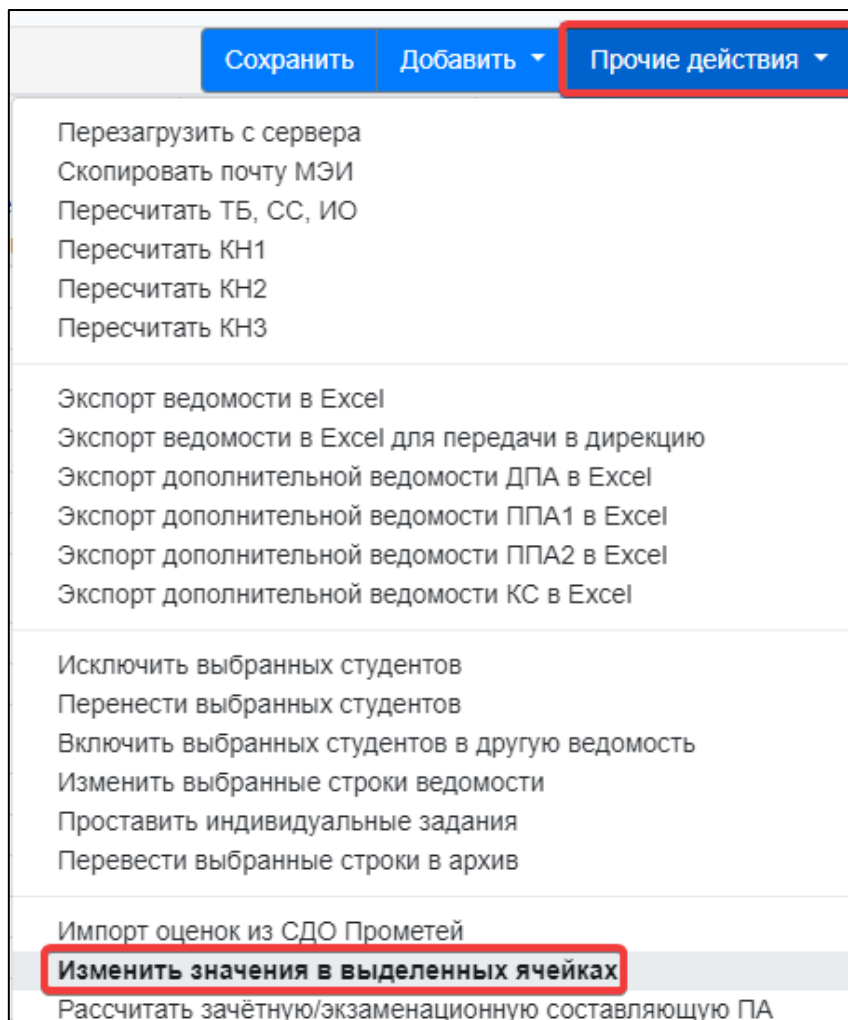 Сохранить Добавить Прочие действия
Перезагрузить с сервера
Скопировать почту МЭИ
Пересчитать ТБ, СС, ИО
Пересчитать КН1
Пересчитать КН2
Пересчитать КН3
Экспорт ведомости в Excel
Экспорт ведомости в Excel для передачи в дирекцию
Экспорт дополнительной ведомости ДПА в Excel
Экспорт дополнительной ведомости ППА1 в Excel
Экспорт дополнительной ведомости ППА2 в Excel
Экспорт дополнительной ведомости КС в Excel
Исключить выбранных студентов
Перенести выбранных студентов
Включить выбранных студентов в другую ведомость
Изменить выбранные строки ведомости
Проставить индивидуальные задания
Перевести выбранные строки в архив
Импорт оценок из СДО Прометей
Изменить значения в выделенных ячейках
Рассчитать зачётную/экзаменационную составляющую ПА